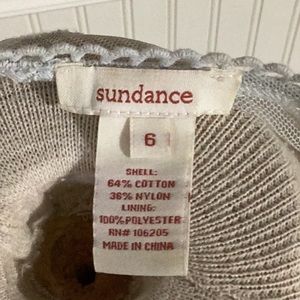 sundance
6
SHELL:
64% COTTON
36% NYLON
LINING:
100% POLYESTER
RN# 106205
MADE IN CHINA